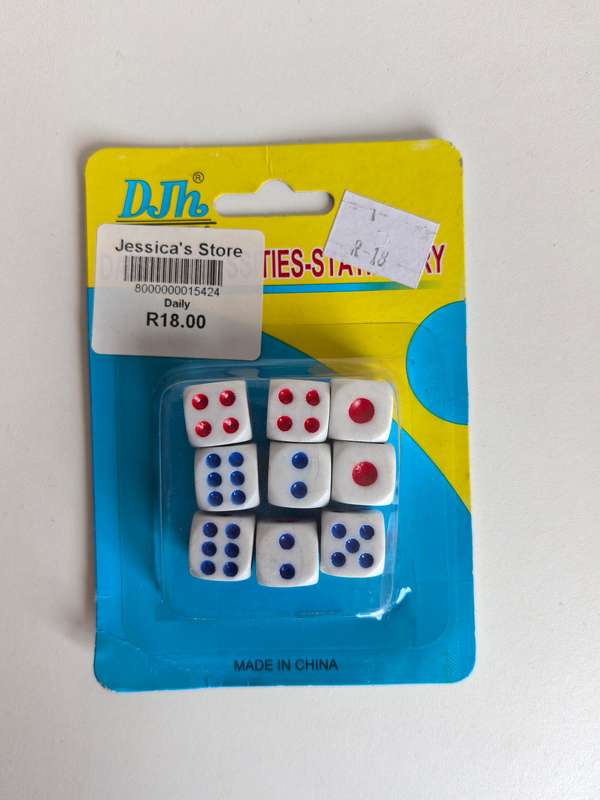 DJh®
Jessica's Store
8000000015424
Daily
R18.00
R-18
MADE IN CHINA